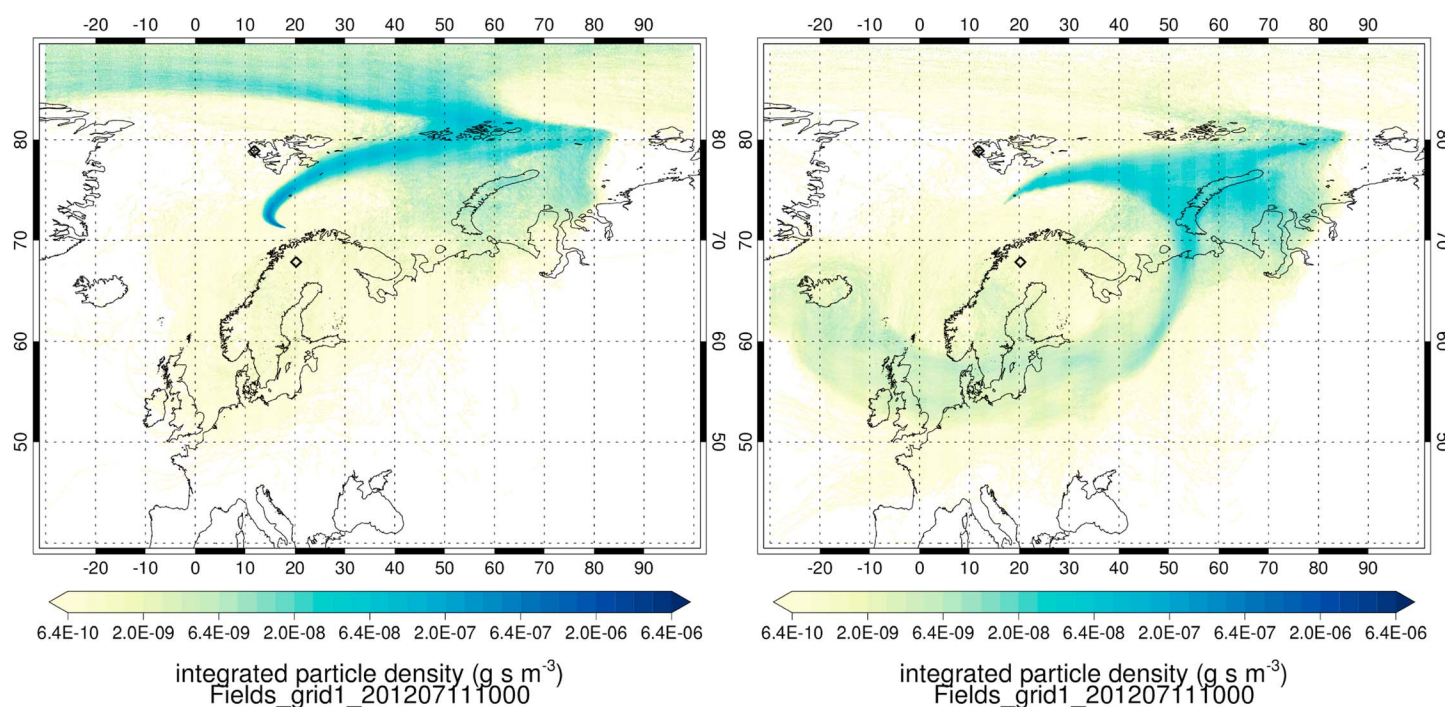 -20 -10 0 10 20 30 40 50 60 70 80 90 -20 -10 0 10 20 30 40 50 60 70 80 90
80 80 80 80
70 70 70 70
60 60 60 60
50 50 50 50
-20 -10 0 10 20 30 40 50 60 70 80 90 -20 -10 0 10 20 30 40 50 60 70 80 90
6.4E-10 2.0E-09 6.4E-09 2.0E-08 6.4E-08 2.0E-07 6.4E-07 2.0E-06 6.4E-06 6.4E-10 2.0E-09 6.4E-09 2.0E-08 6.4E-08 2.0E-07 6.4E-07 2.0E-06 6.4E-06
integrated particle density (g s m⁻³) integrated particle density (g s m⁻³)
Fields_grid1_201207111000 Fields_grid1_201207111000